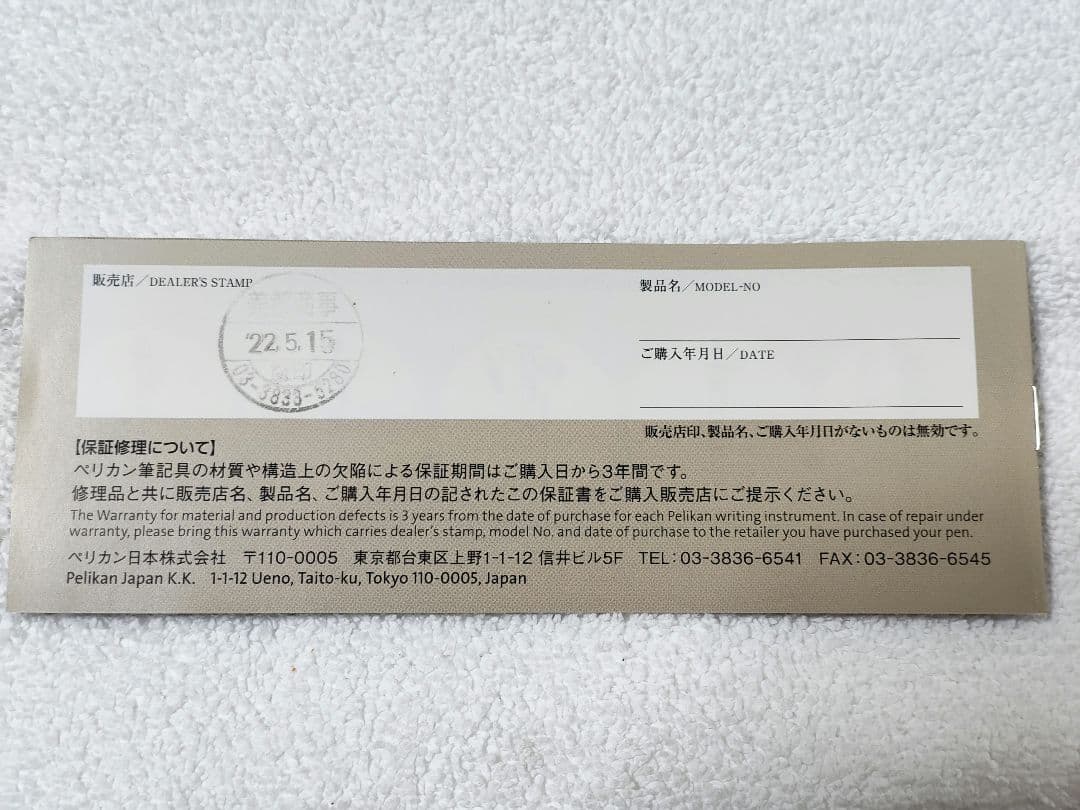 販売店／DEALER'S STAMP
'22.5.15
03-3833-3280
製品名／MODEL-NO
ご購入年月日／DATE
販売店印、製品名、ご購入年月日がないものは無効です。
【保証修理について】
ペリカン筆記具の材質や構造上の欠陥による保証期間はご購入日から3年間です。
修理品と共に販売店名、製品名、ご購入年月日の記されたこの保証書をご購入販売店にご提示ください。
The Warranty for material and production defects is 3 years from the date of purchase for each Pelikan writing instrument. In case of repair under
warranty, please bring this warranty which carries dealer's stamp, model No. and date of purchase to the retailer you have purchased your pen.
ペリカン日本株式会社　〒110-0005　東京都台東区上野1-1-12 信井ビル5F　TEL：03-3836-6541　FAX：03-3836-6545
Pelikan Japan K.K.　1-1-12 Ueno, Taito-ku, Tokyo 110-0005, Japan